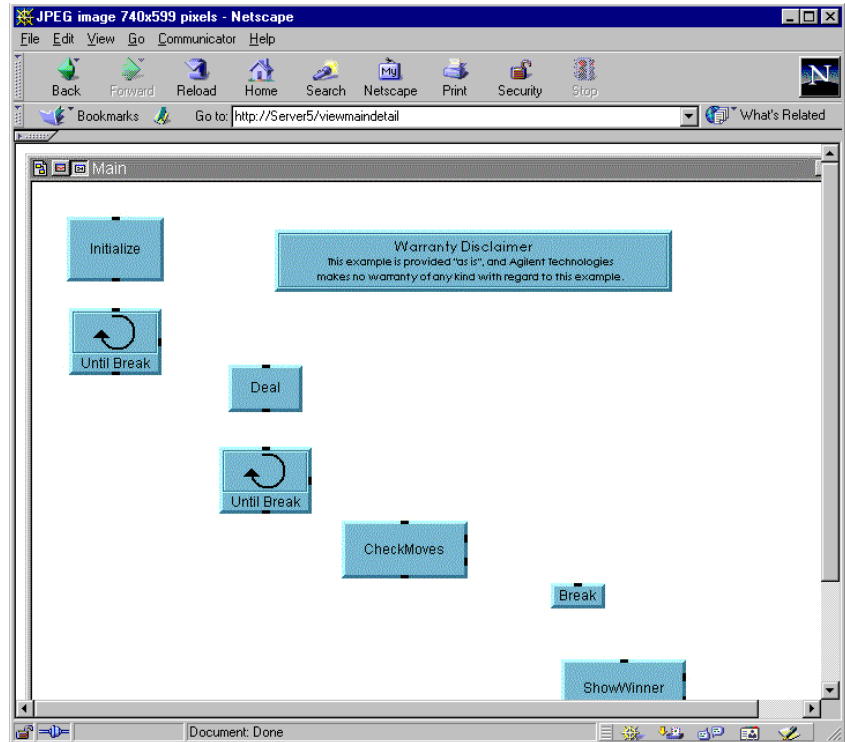 JPEG image 740x599 pixels - Netscape
File Edit View Go Communicator Help
Back Forward Reload Home Search Netscape Print Security Stop
My
N
Bookmarks Go to: http://Server5/viewmaindetail What's Related
Main
Initialize
Warranty Disclaimer
This example is provided "as is", and Agilent Technologies
makes no warranty of any kind with regard to this example.
Until Break
Deal
Until Break
CheckMoves
Break
ShowWinner
Document: Done